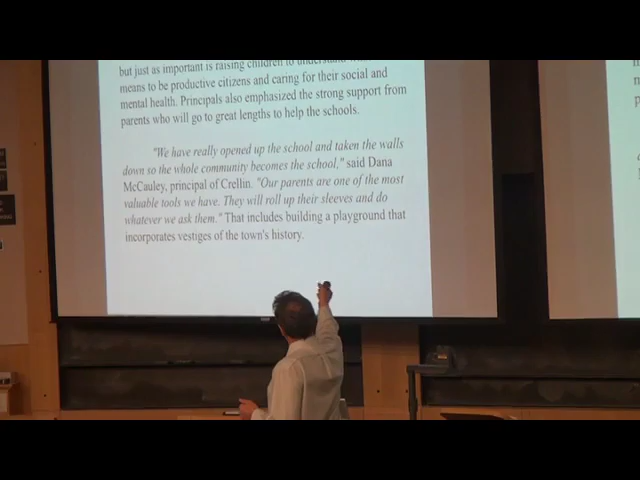 but just as important is raising children to understand
means to be productive citizens and caring for their social and
mental health. Principals also emphasized the strong support from
parents who will go to great lengths to help the schools.
"We have really opened up the school and taken the walls
down so the whole community becomes the school," said Dana
McCauley, principal of Crellin. "Our parents are one of the most
valuable tools we have. They will roll up their sleeves and do
whatever we ask them." That includes building a playground that
incorporates vestiges of the town's history.